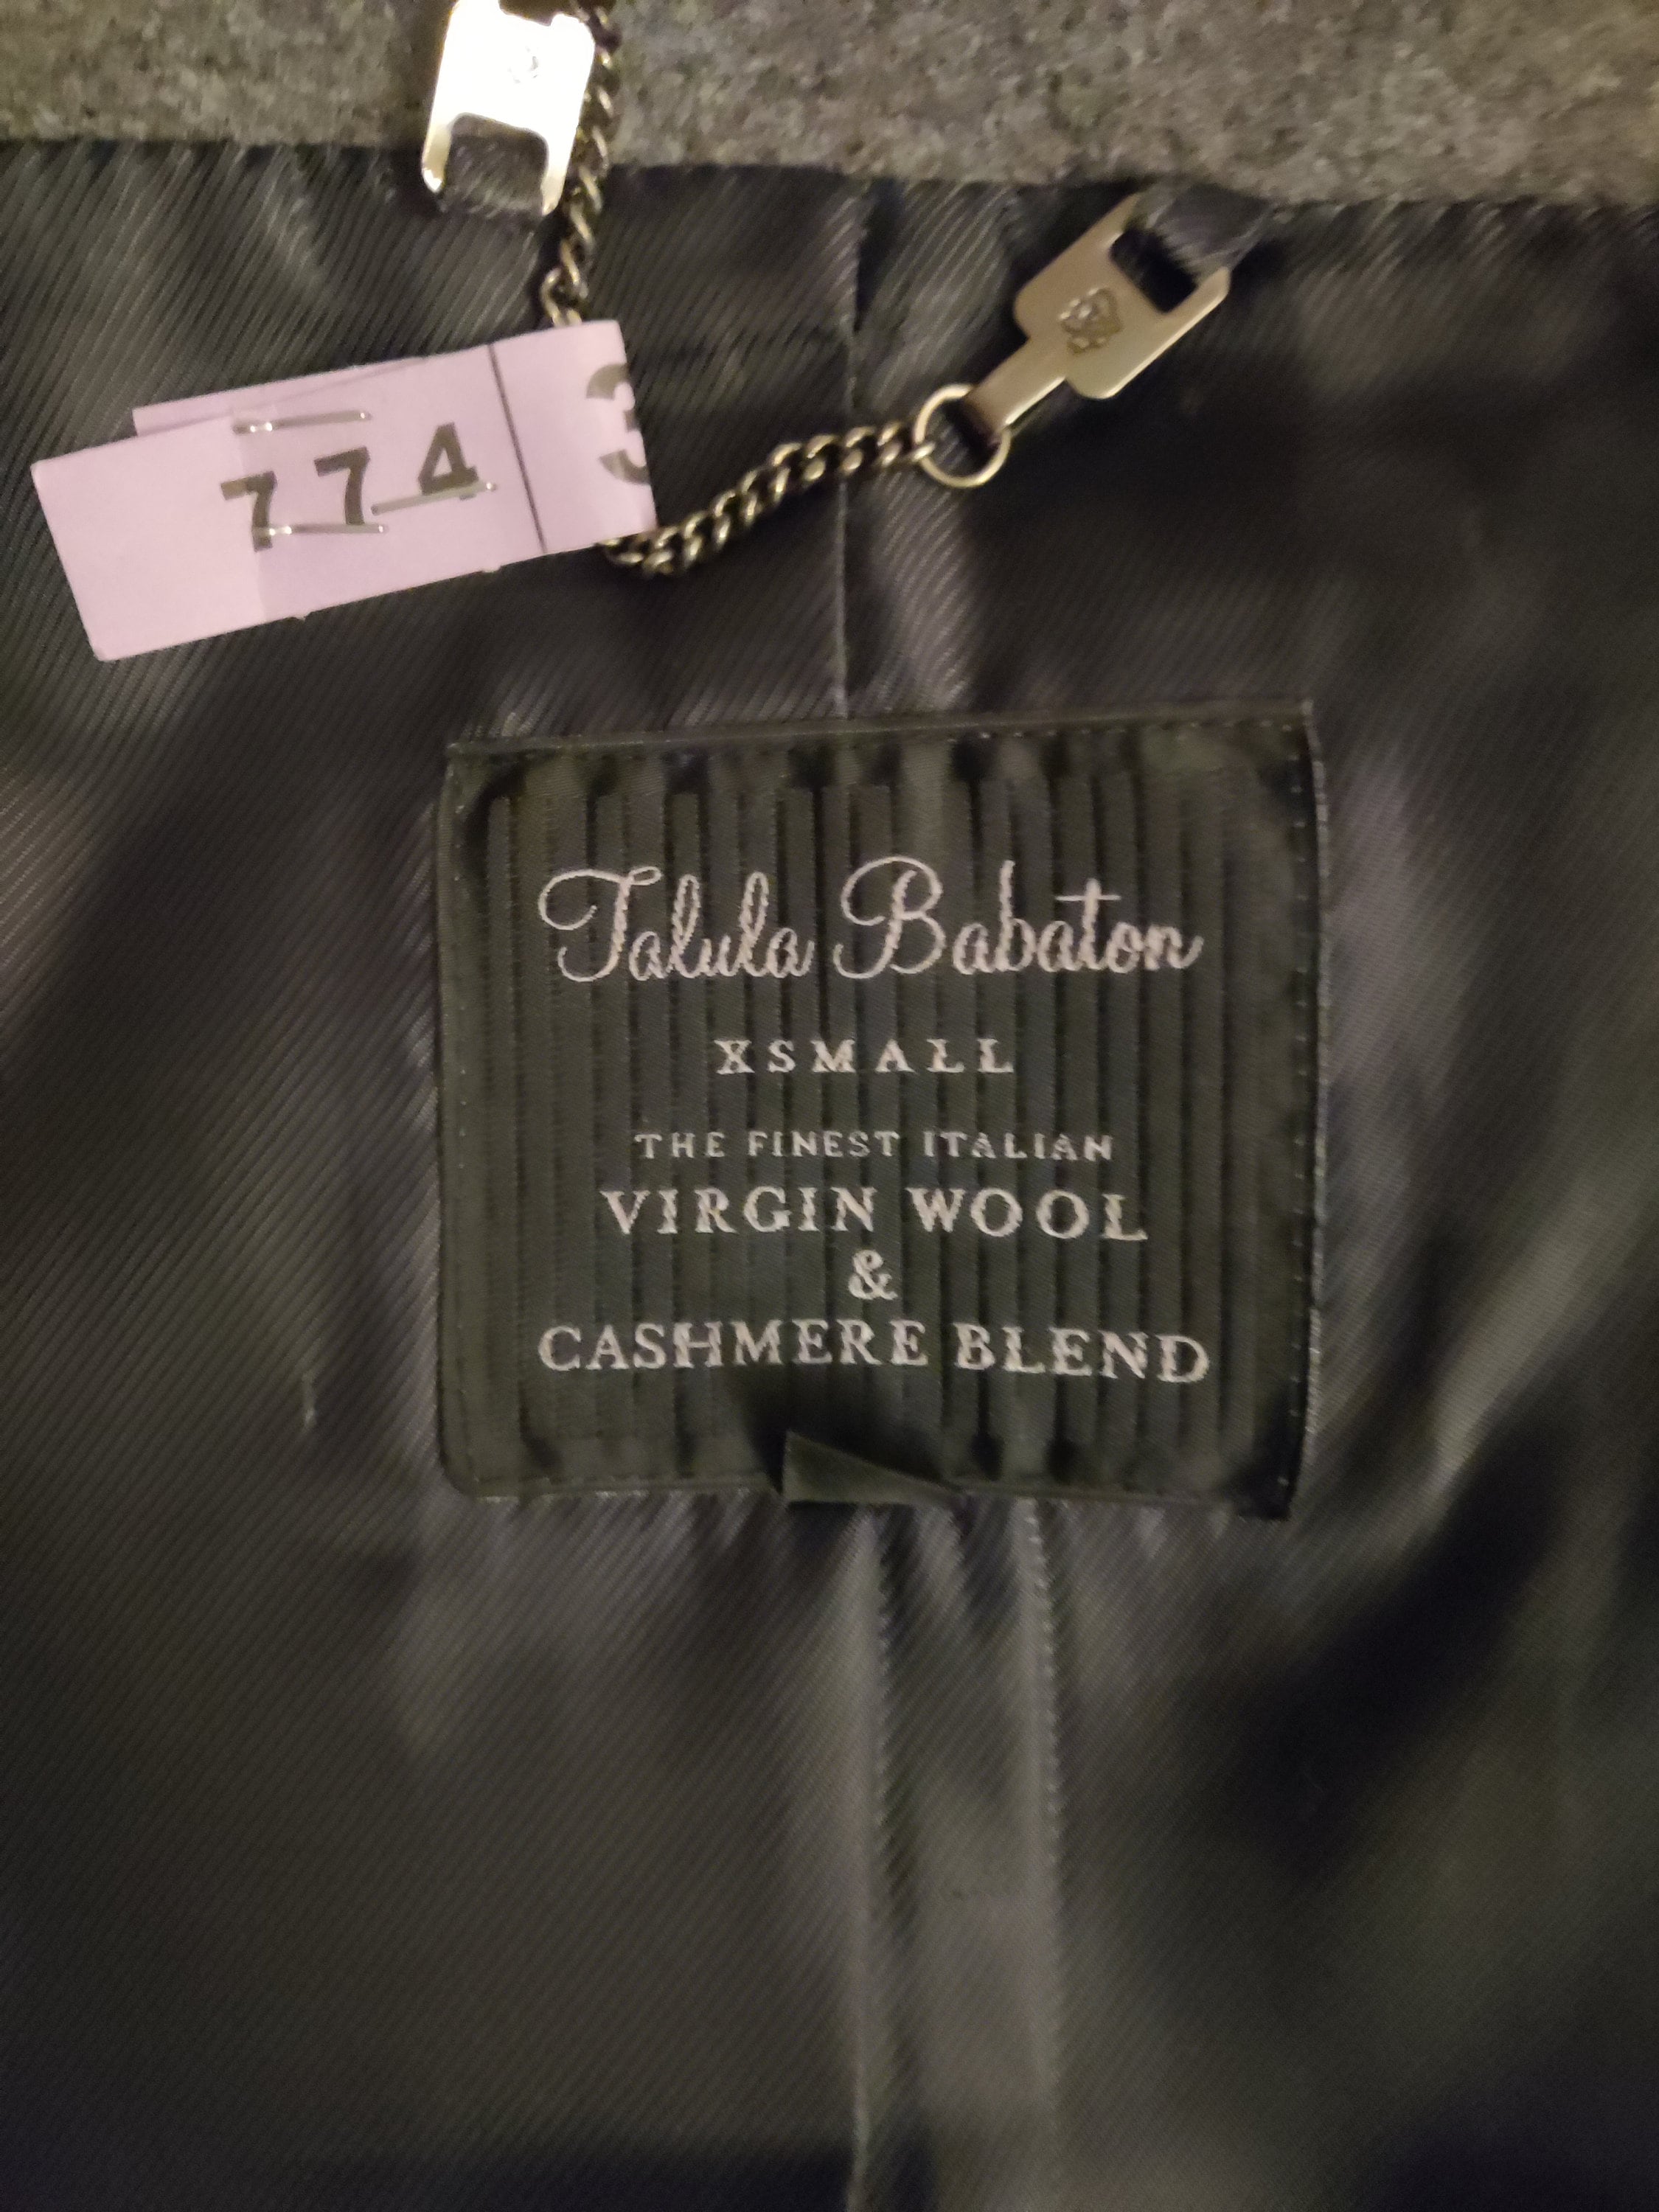 774 3
Talula Babaton
XSMALL
THE FINEST ITALIAN
VIRGIN WOOL
&
CASHMERE BLEND